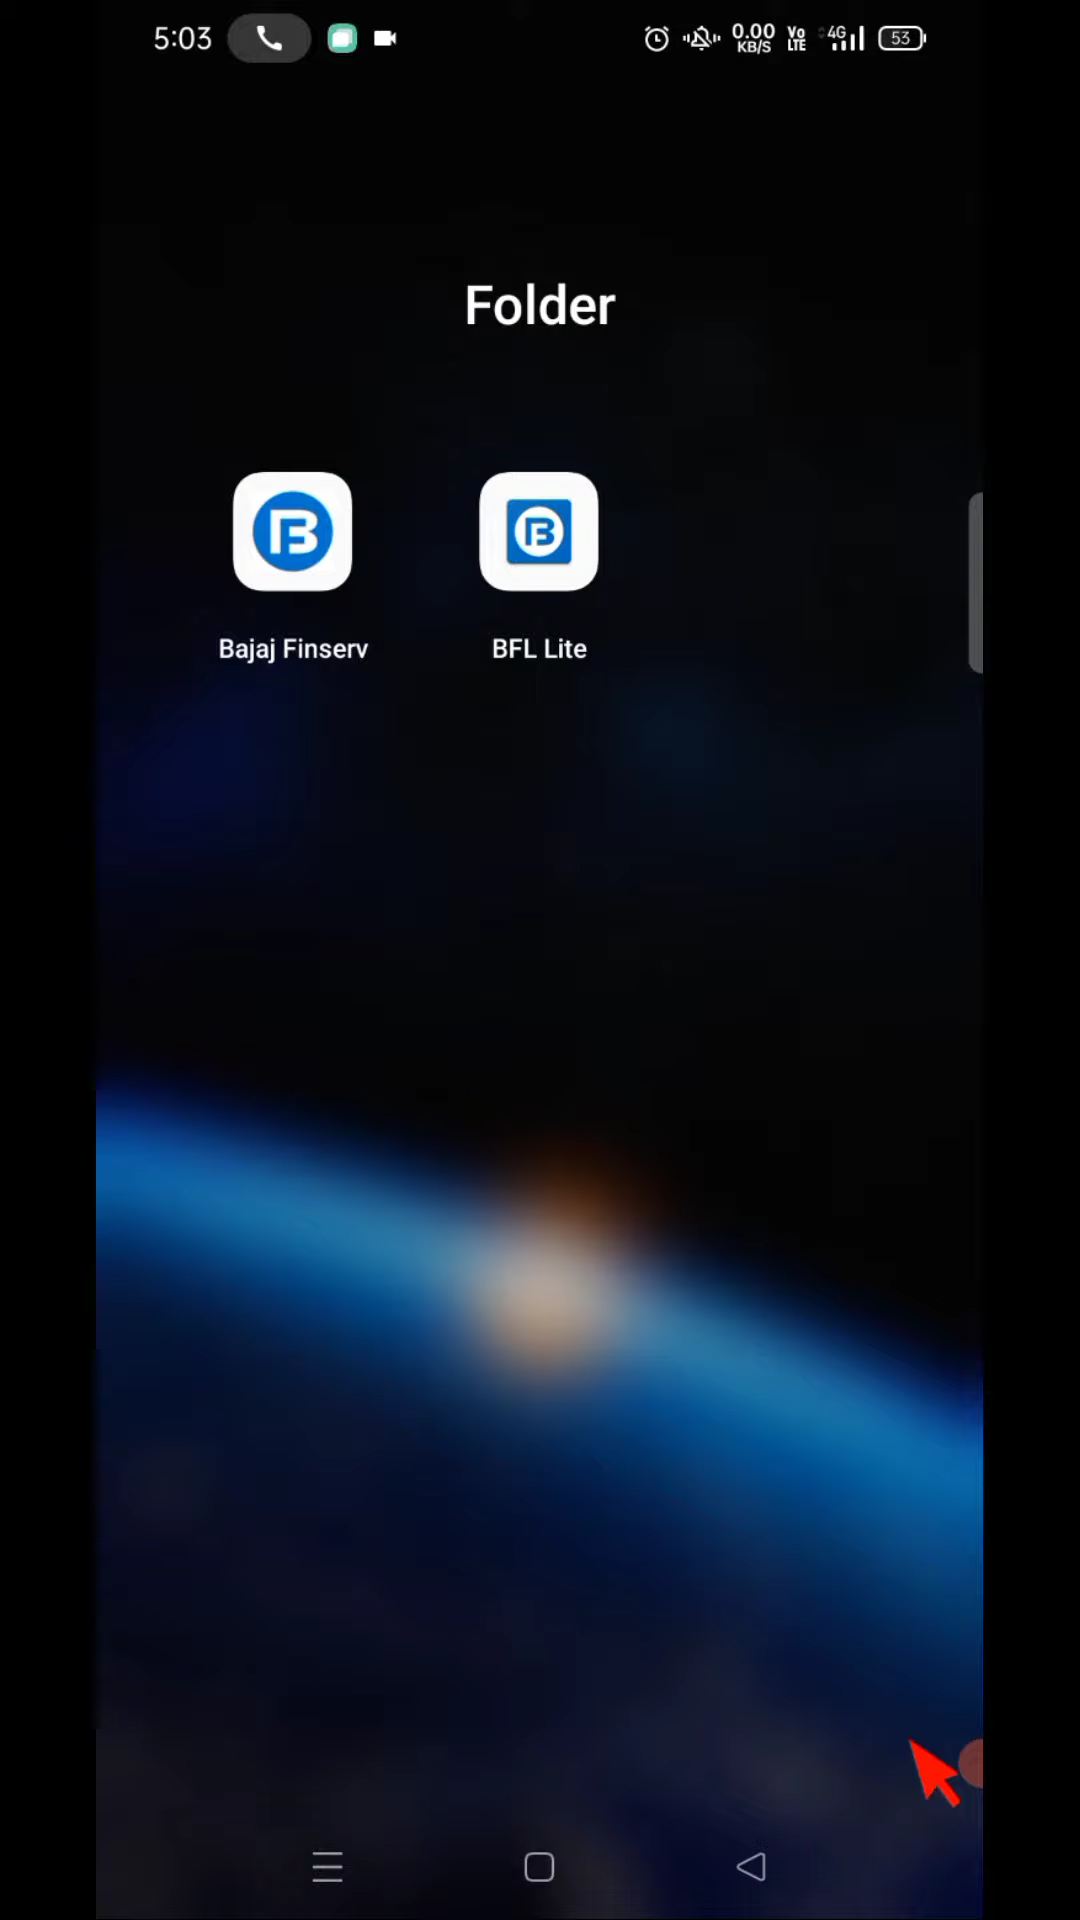 5:03
0.00 KB/S
Vo LTE
4G
53
Folder
Bajaj Finserv
BFL Lite